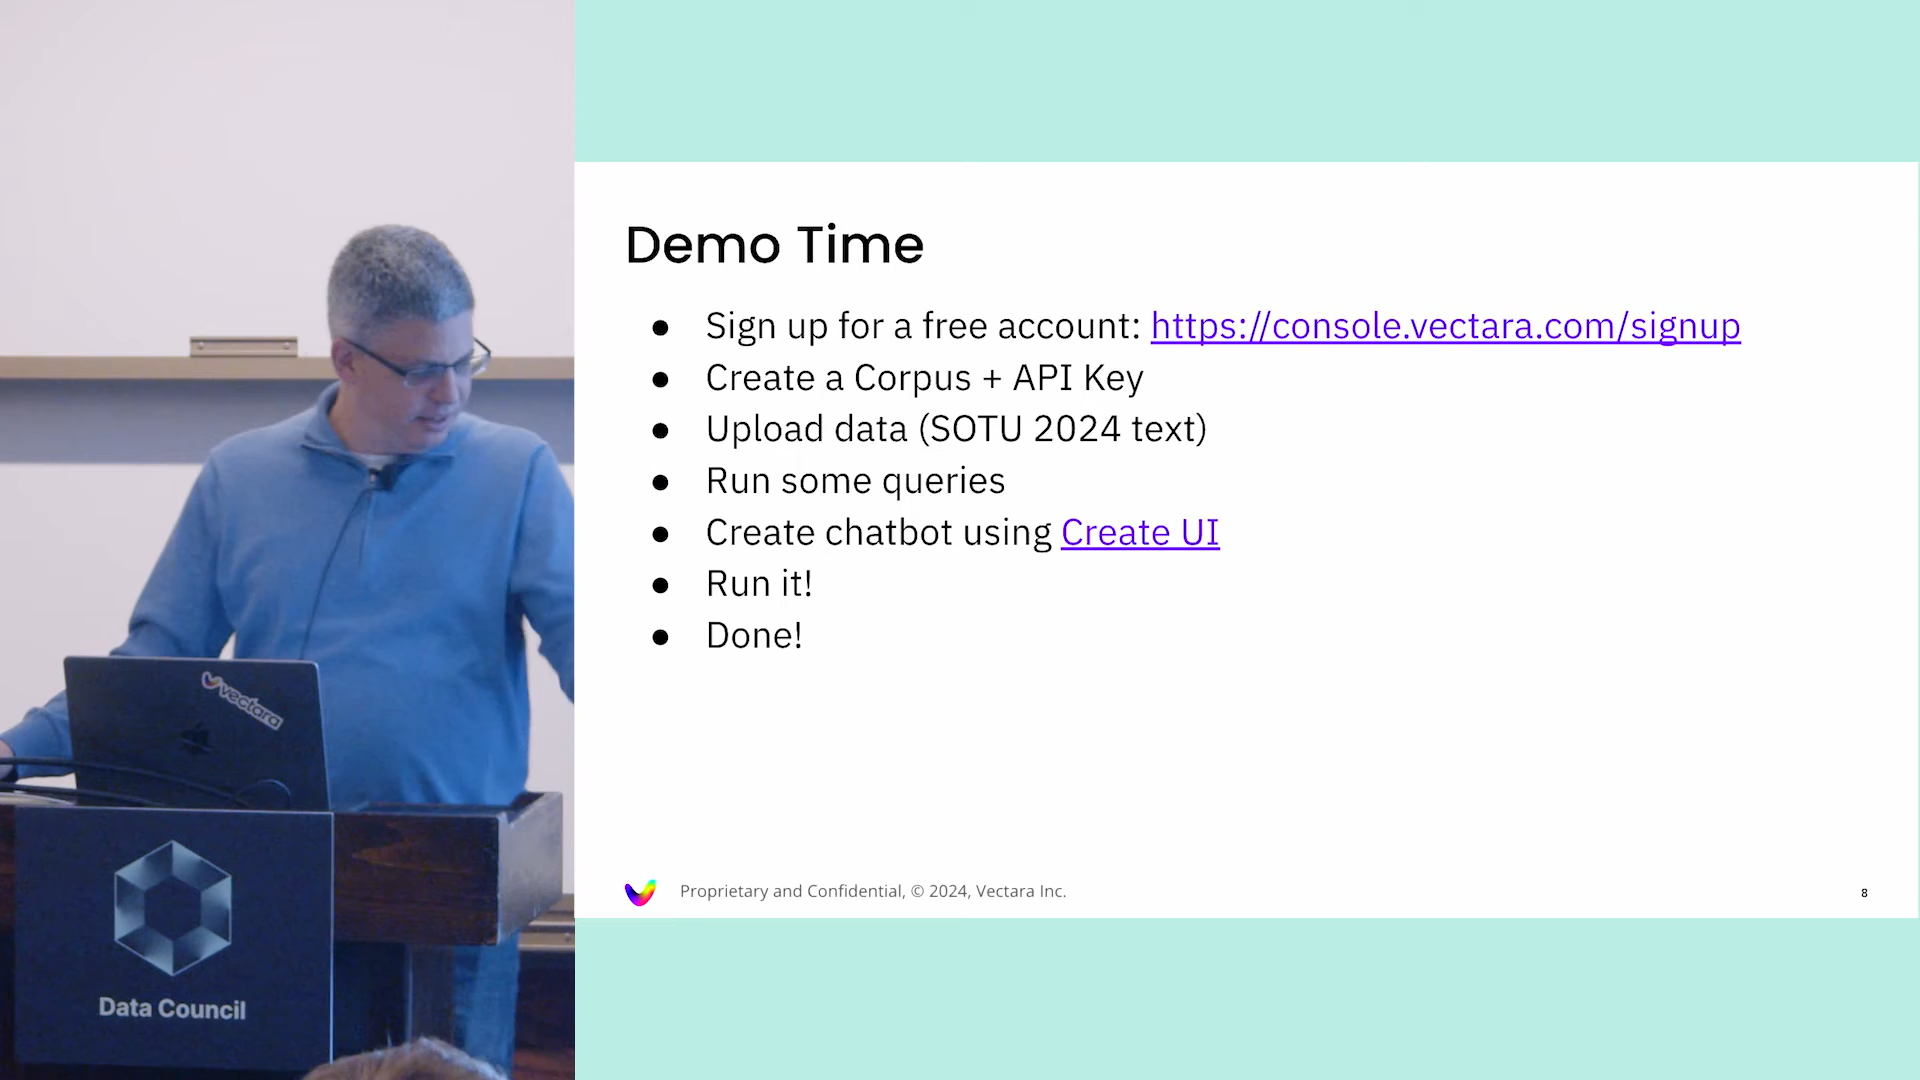 Demo Time
● Sign up for a free account: https://console.vectara.com/signup
● Create a Corpus + API Key
● Upload data (SOTU 2024 text)
● Run some queries
● Create chatbot using Create UI
● Run it!
● Done!
Proprietary and Confidential, © 2024, Vectara Inc.
8
vectara
Data Council